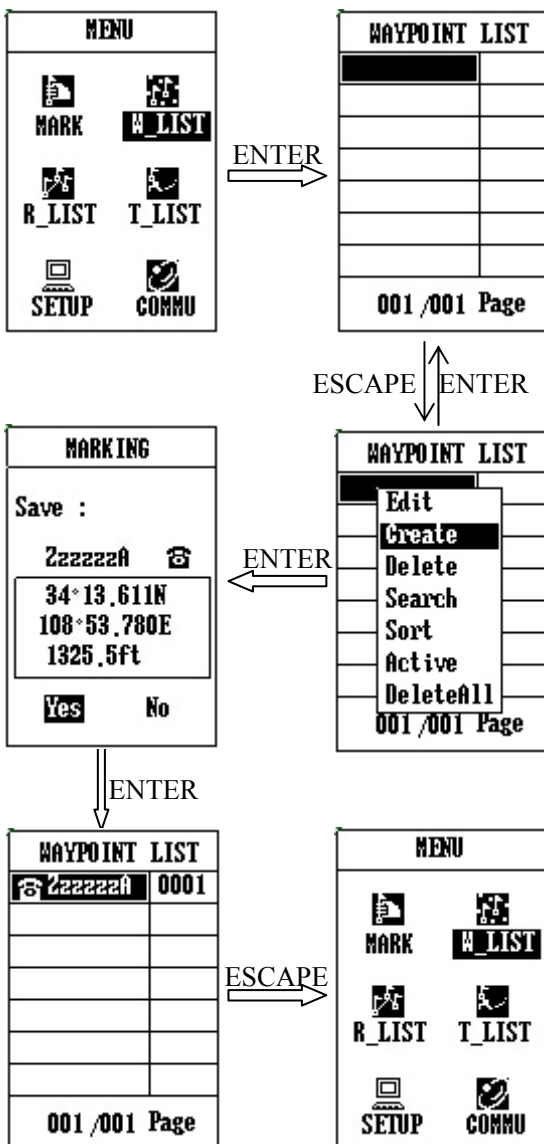 MENU
MARK W_LIST
R_LIST T_LIST
SETUP COMMU
ENTER
WAYPOINT LIST
001/001 Page
ESCAPE ENTER
WAYPOINT LIST
Edit
Create
Delete
Search
Sort
Active
DeleteAll
001/001 Page
ENTER
MARKING
Save :
ZzzzzzA
34°13.611N
108°53.780E
1325.5ft
Yes No
ENTER
WAYPOINT LIST
ZzzzzzA 0001
001/001 Page
ESCAPE
MENU
MARK W_LIST
R_LIST T_LIST
SETUP COMMU